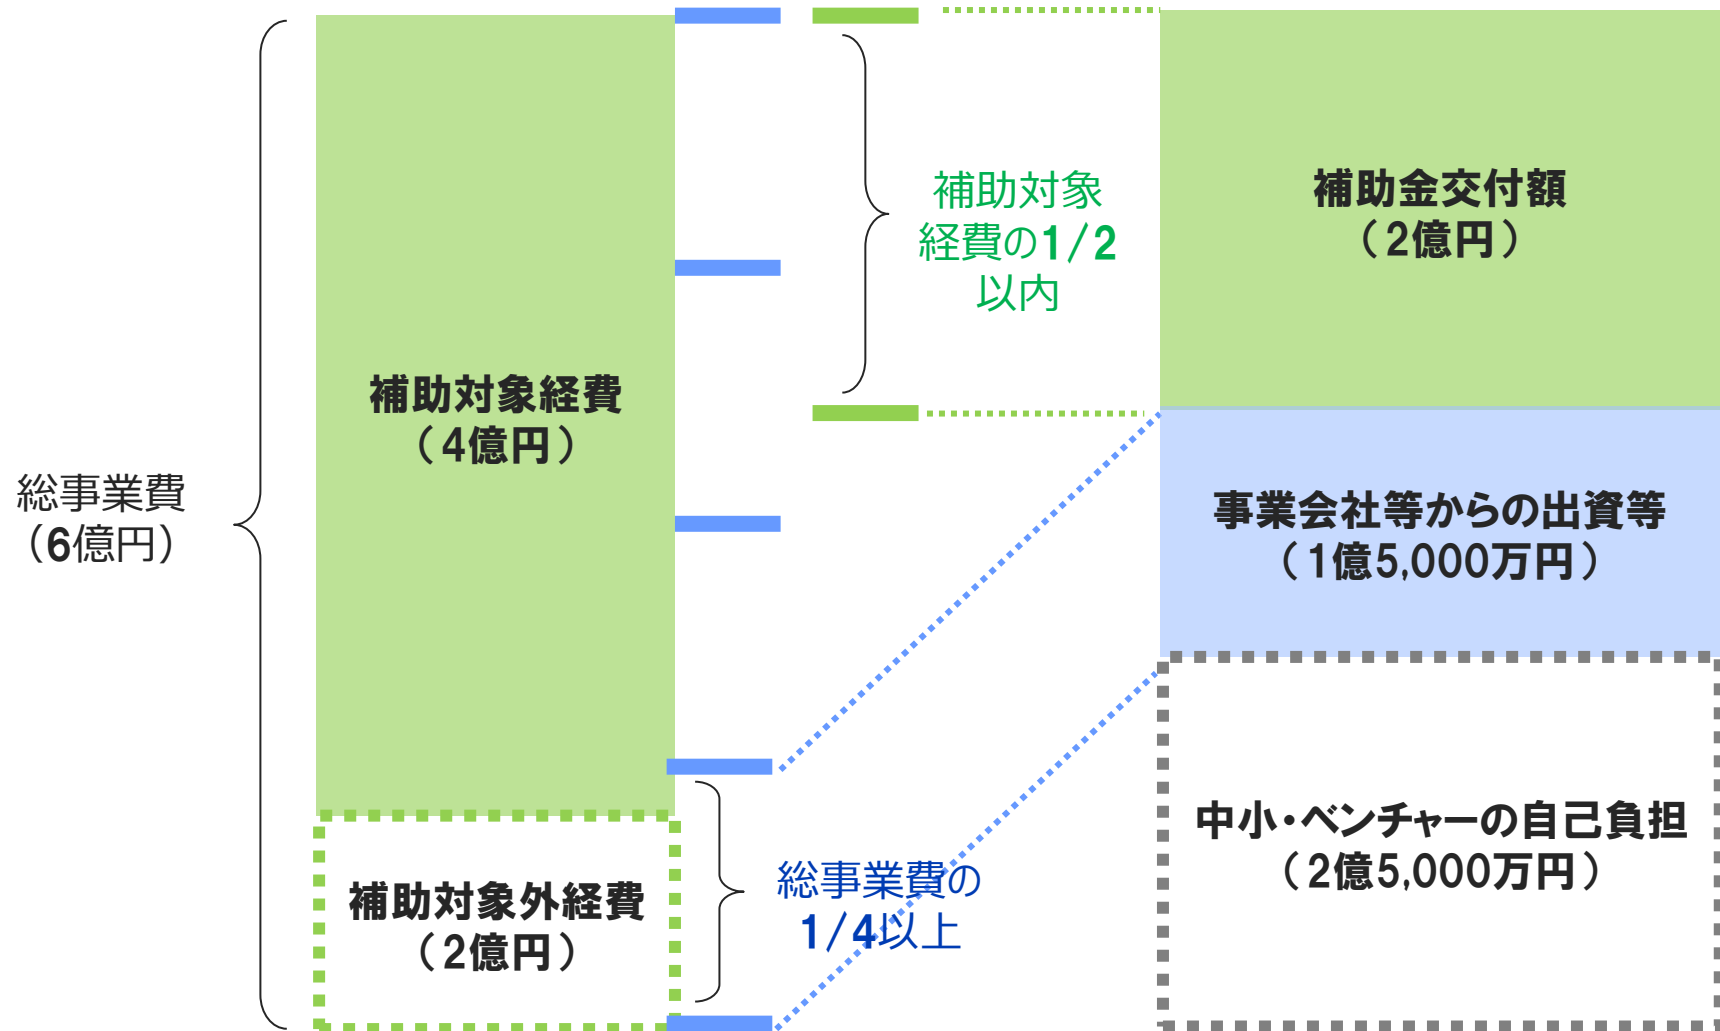 総事業費
（6億円）
補助対象経費
（4億円）
補助対象外経費
（2億円）
補助対象
経費の1/2
以内
総事業費の
1/4以上
補助金交付額
（2億円）
事業会社等からの出資等
（1億5,000万円）
中小・ベンチャーの自己負担
（2億5,000万円）